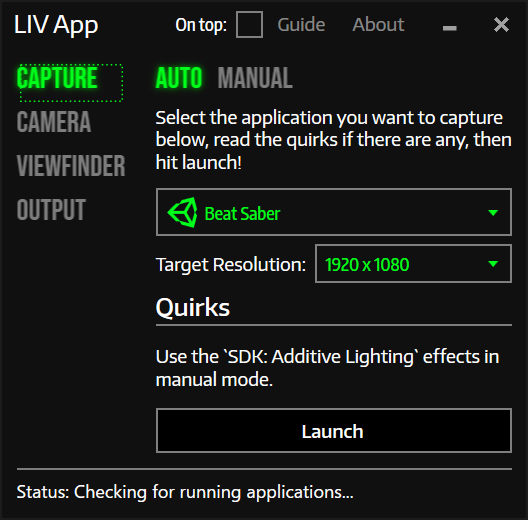 LIV App On top: Guide About
CAPTURE
CAMERA
VIEWFINDER
OUTPUT
AUTO MANUAL
Select the application you want to capture
below, read the quirks if there are any, then
hit launch!
Beat Saber
Target Resolution: 1920 x 1080
Quirks
Use the `SDK: Additive Lighting` effects in
manual mode.
Launch
Status: Checking for running applications...